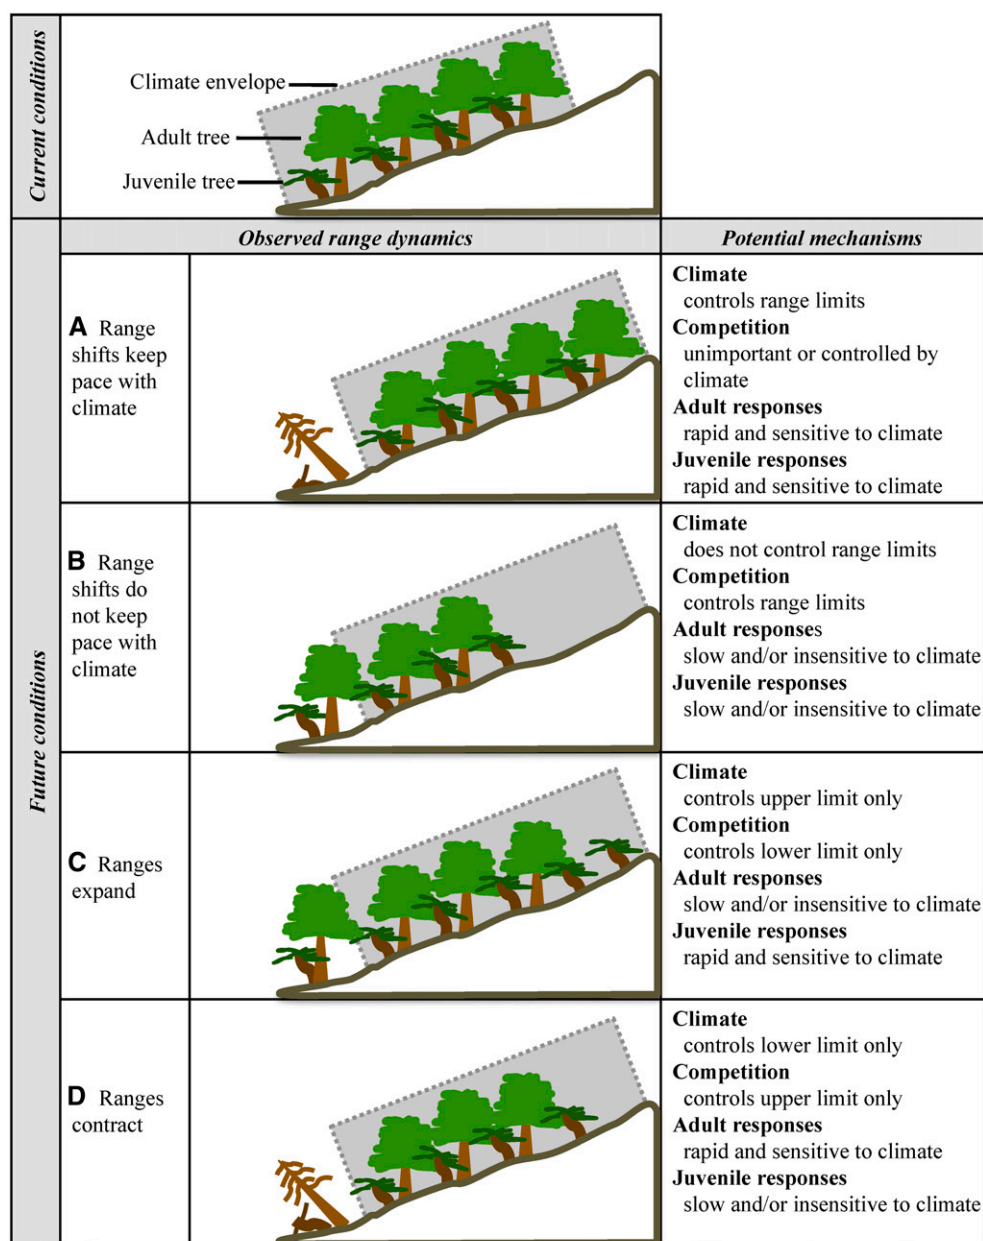 Current conditions
Climate envelope
Adult tree
Juvenile tree
Future conditions
Observed range dynamics
Potential mechanisms
A Range
shifts keep
pace with
climate
Climate
controls range limits
Competition
unimportant or controlled by
climate
Adult responses
rapid and sensitive to climate
Juvenile responses
rapid and sensitive to climate
B Range
shifts do
not keep
pace with
climate
Climate
does not control range limits
Competition
controls range limits
Adult responses
slow and/or insensitive to climate
Juvenile responses
slow and/or insensitive to climate
C Ranges
expand
Climate
controls upper limit only
Competition
controls lower limit only
Adult responses
slow and/or insensitive to climate
Juvenile responses
rapid and sensitive to climate
D Ranges
contract
Climate
controls lower limit only
Competition
controls upper limit only
Adult responses
rapid and sensitive to climate
Juvenile responses
slow and/or insensitive to climate